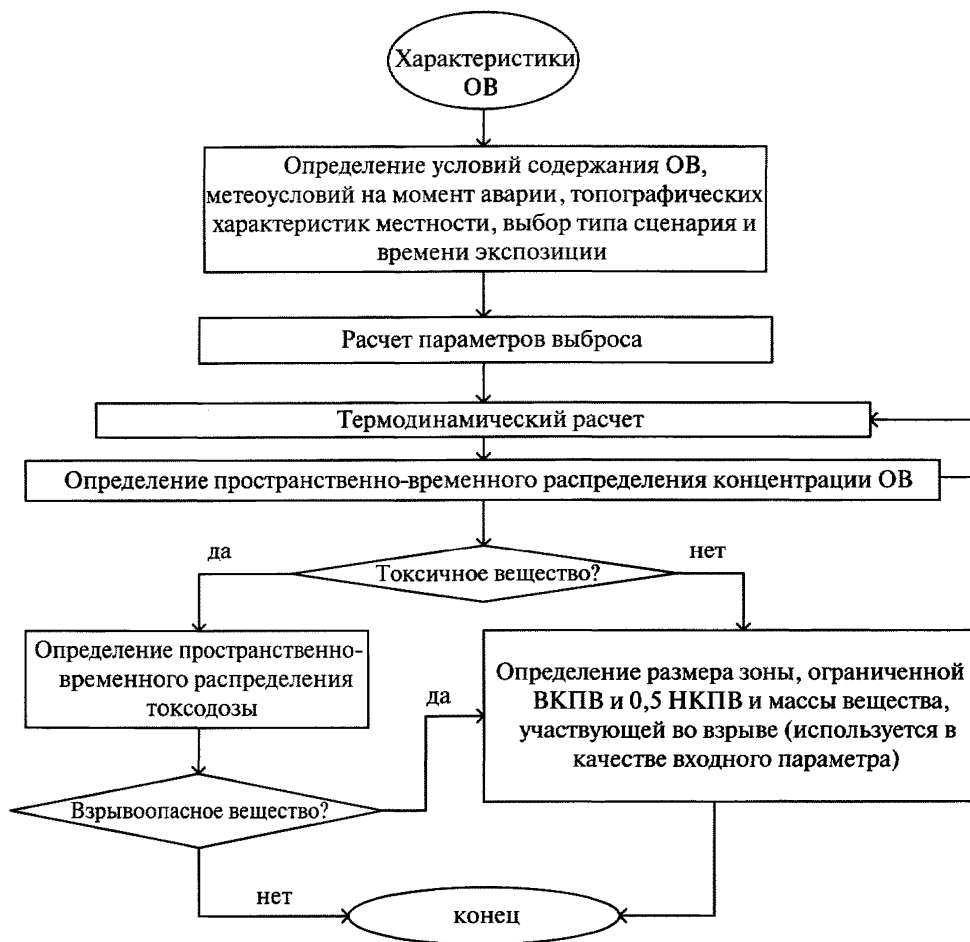 Характеристики
ОВ
Определение условий содержания ОВ,
метеоусловий на момент аварии, топографических
характеристик местности, выбор типа сценария и
времени экспозиции
Расчет параметров выброса
Термодинамический расчет
Определение пространственно-временного распределения концентрации ОВ
да
нет
Токсичное вещество?
Определение пространственно-
временного распределения
токсодозы
да
Определение размера зоны, ограниченной
ВКПВ и 0,5 НКПВ и массы вещества,
участвующей во взрыве (используется в
качестве входного параметра)
Взрывоопасное вещество?
нет
конец